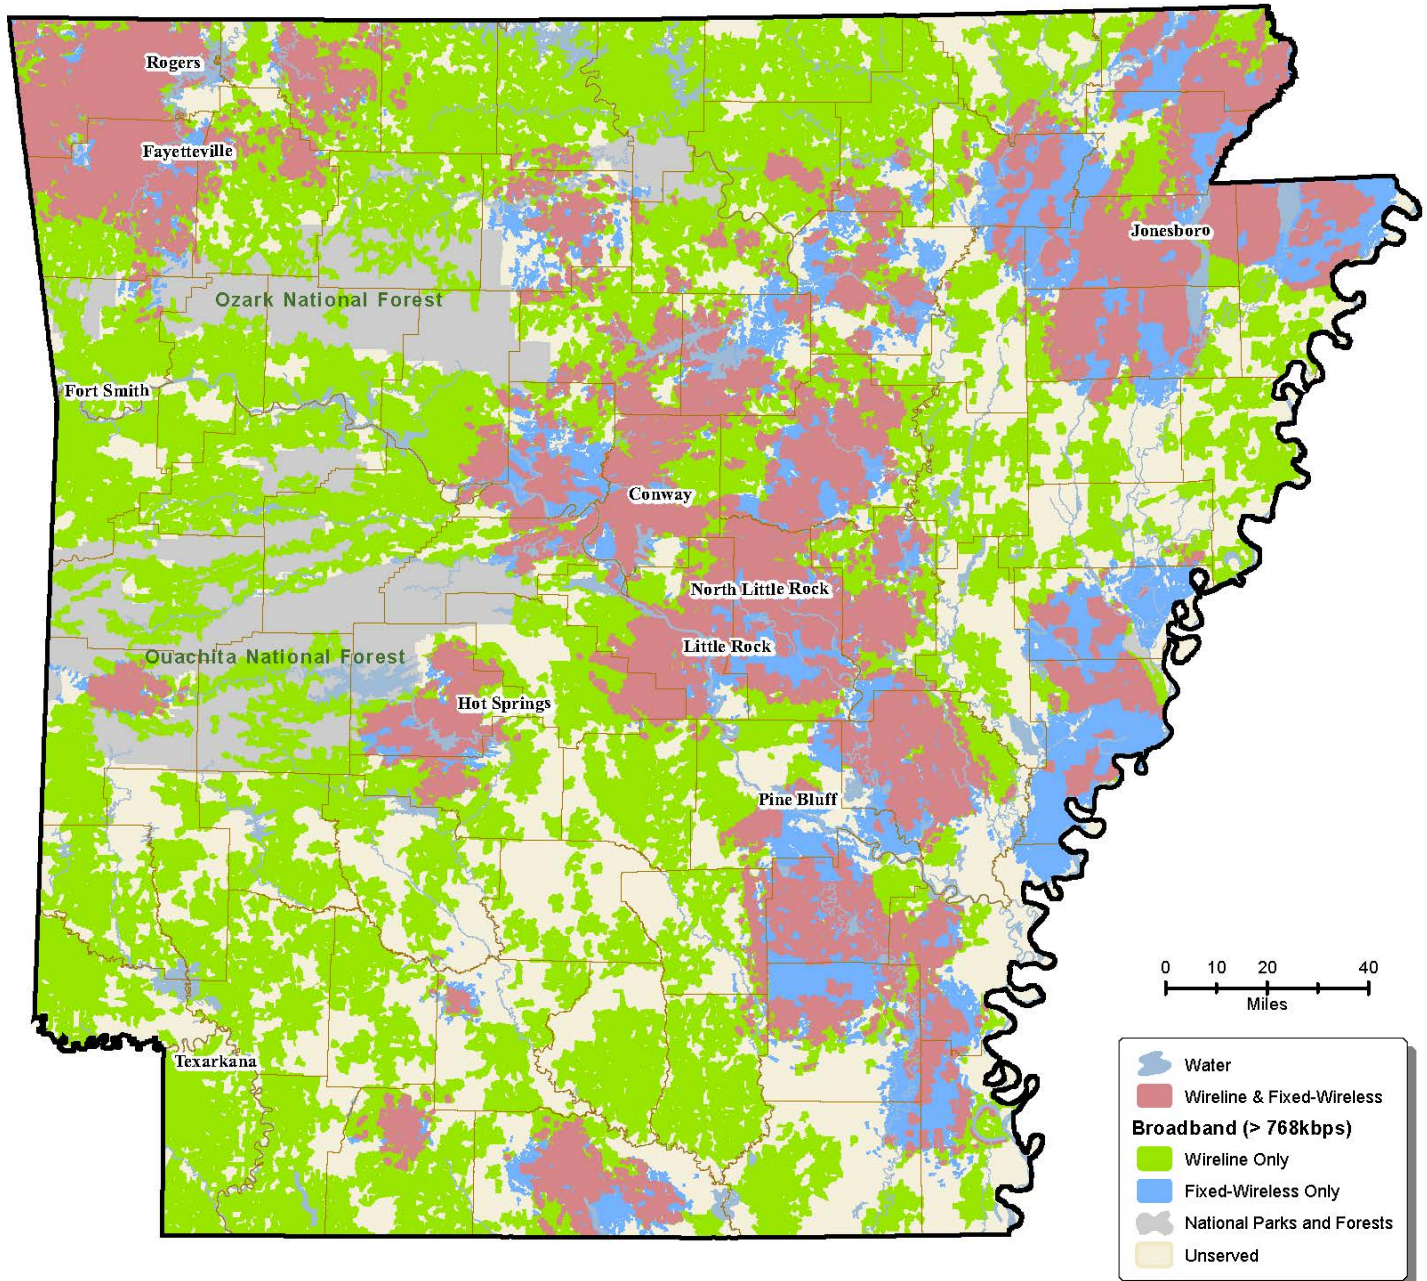 Rogers
Fayetteville
Jonesboro
Ozark National Forest
Fort Smith
Conway
North Little Rock
Little Rock
Ouachita National Forest
Hot Springs
Pine Bluff
Texarkana
0 10 20 40
Miles
Water
Wireline & Fixed-Wireless
Broadband (> 768kbps)
Wireline Only
Fixed-Wireless Only
National Parks and Forests
Unserved